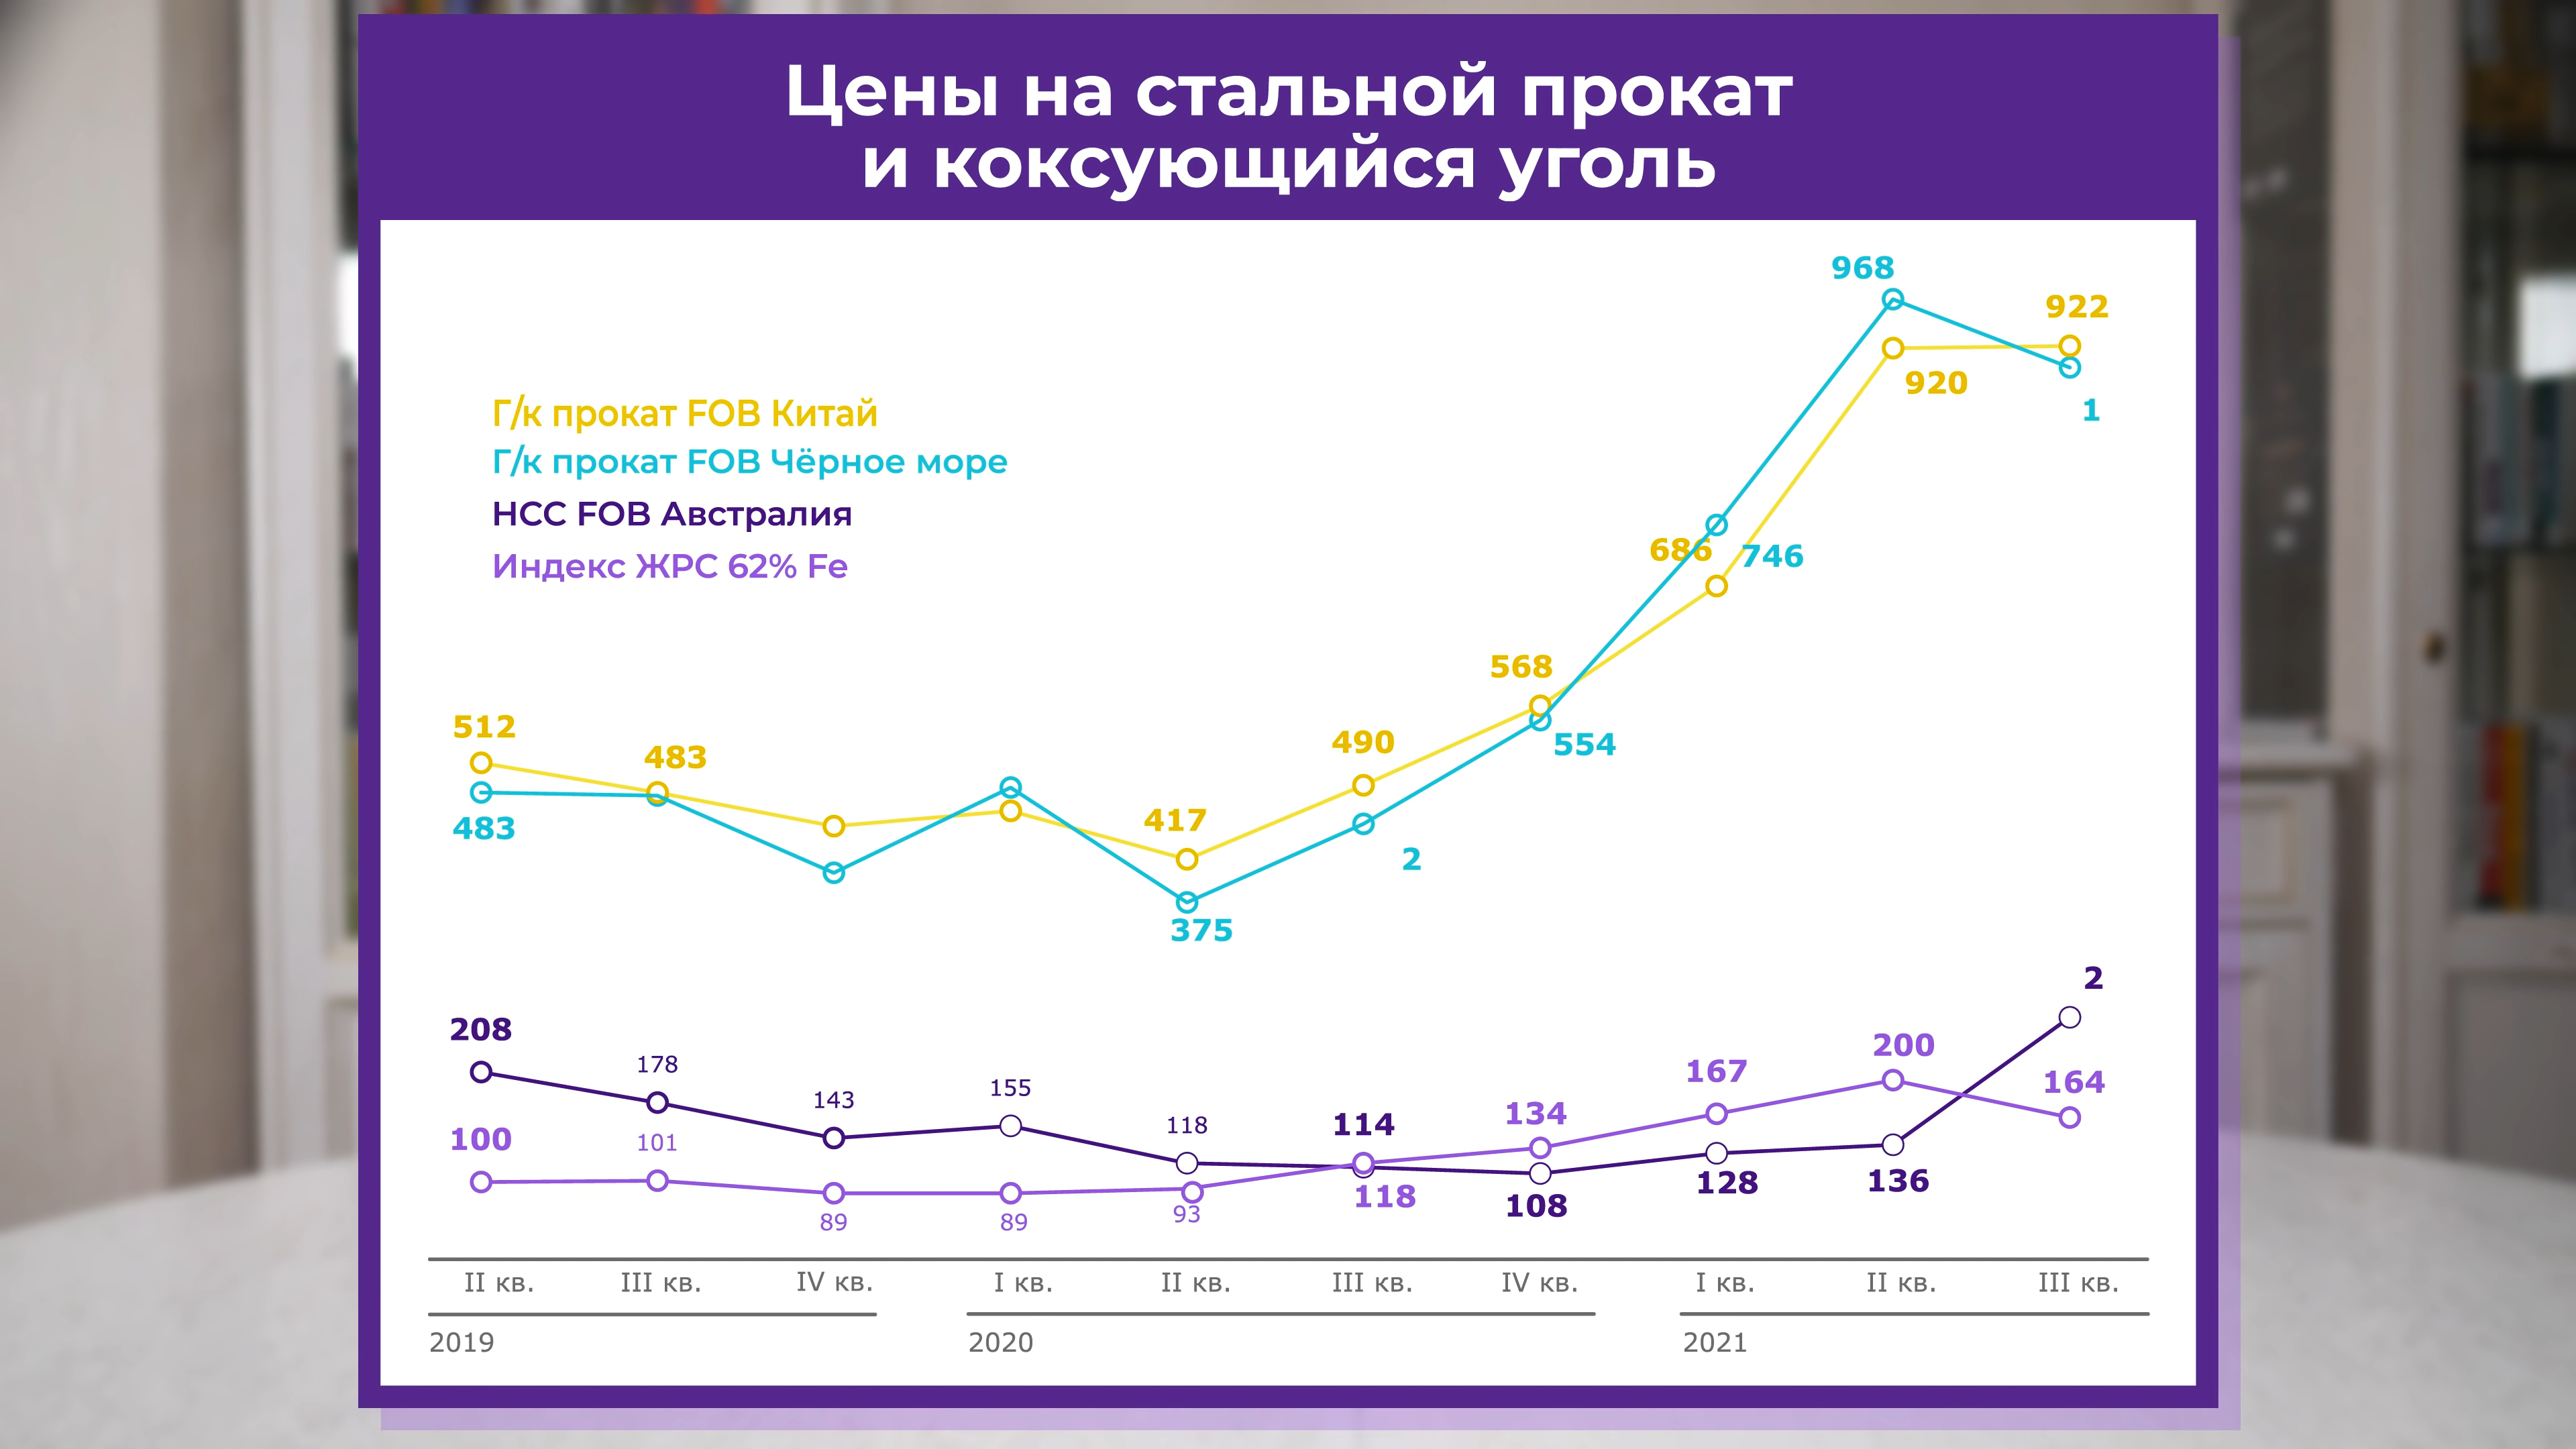 Цены на стальной прокат
и коксующийся уголь
968
922
920
1
Г/к прокат FOB Китай
Г/к прокат FOB Чёрное море
НСС FOB Австралия
Индекс ЖРС 62% Fe
686
746
568
554
512
483
490
483
417
2
375
2
208
178
143
155
118
114
134
167
200
164
100
101
89
89
93
118
108
128
136
II кв.
III кв.
IV кв.
I кв.
II кв.
III кв.
IV кв.
I кв.
II кв.
III кв.
2019
2020
2021